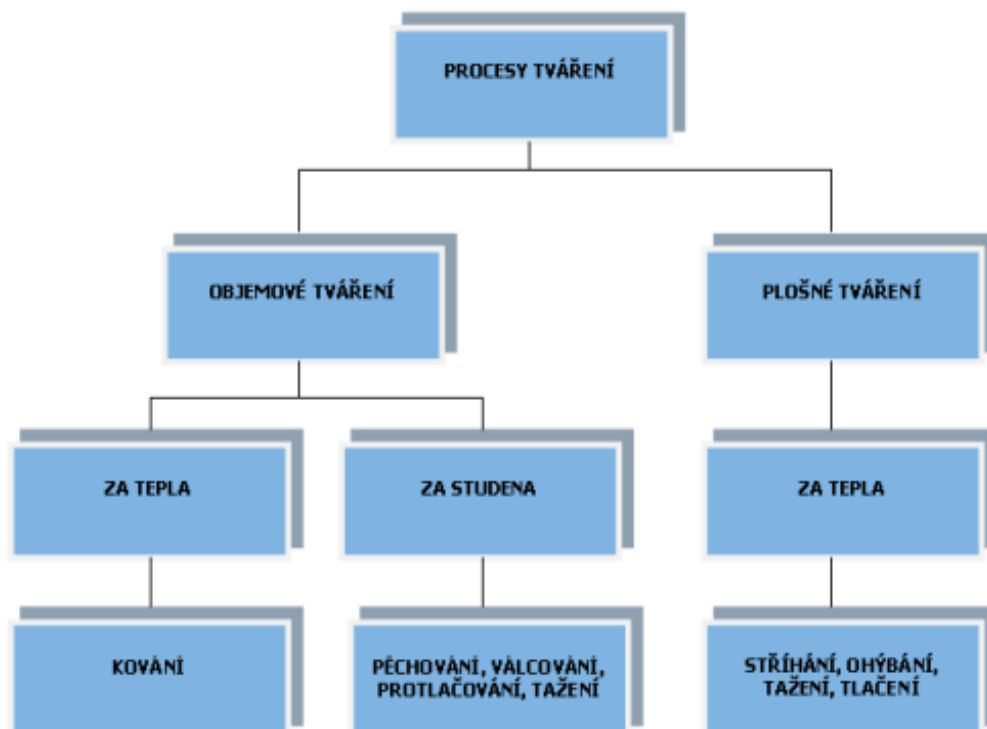 PROCESY TVÁŘENÍ
OBJEMOVÉ TVÁŘENÍ
PLOŠNÉ TVÁŘENÍ
ZA TEPLA
ZA STUDENA
ZA TEPLA
KOVÁNÍ
PĚCHOVÁNÍ, VÁLCOVÁNÍ,
PROTLAČOVÁNÍ, TAŽENÍ
STŘÍHÁNÍ, OHÝBÁNÍ,
TAŽENÍ, TLAČENÍ